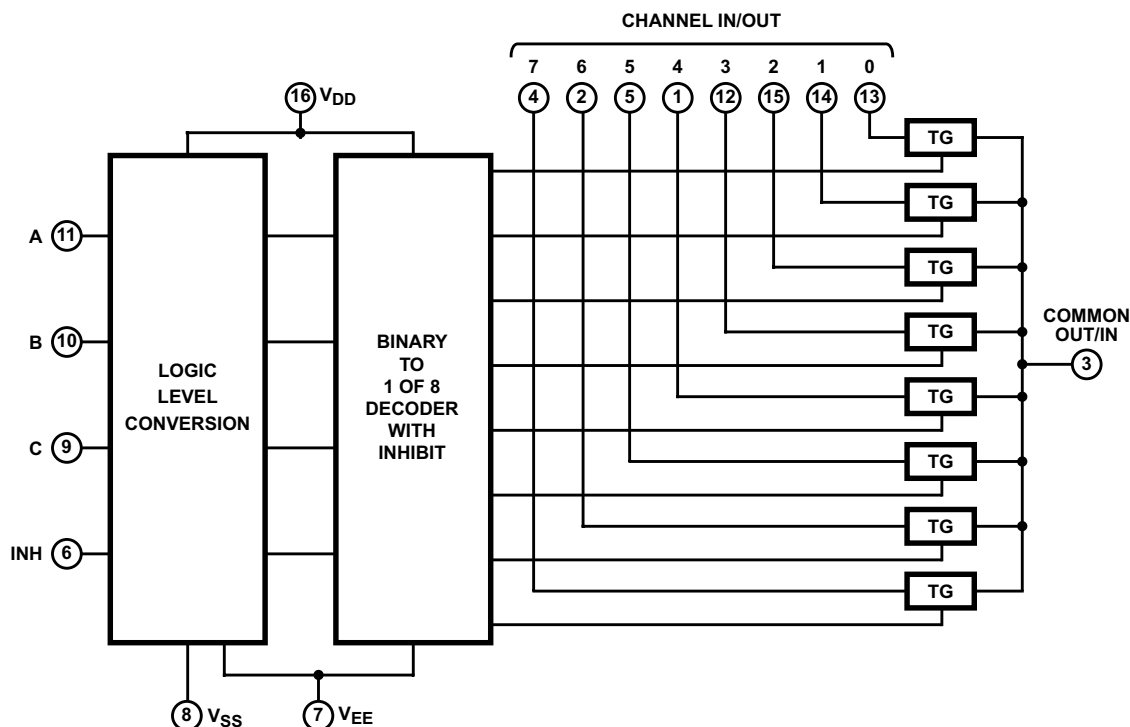 CHANNEL IN/OUT
7 6 5 4 3 2 1 0
4 2 5 1 12 15 14 13
16 VDD
TG
TG
A 11
TG
B 10
TG
COMMON
OUT/IN
3
LOGIC
LEVEL
CONVERSION
BINARY
TO
1 OF 8
DECODER
WITH
INHIBIT
TG
C 9
TG
TG
INH 6
TG
8 VSS
7 VEE